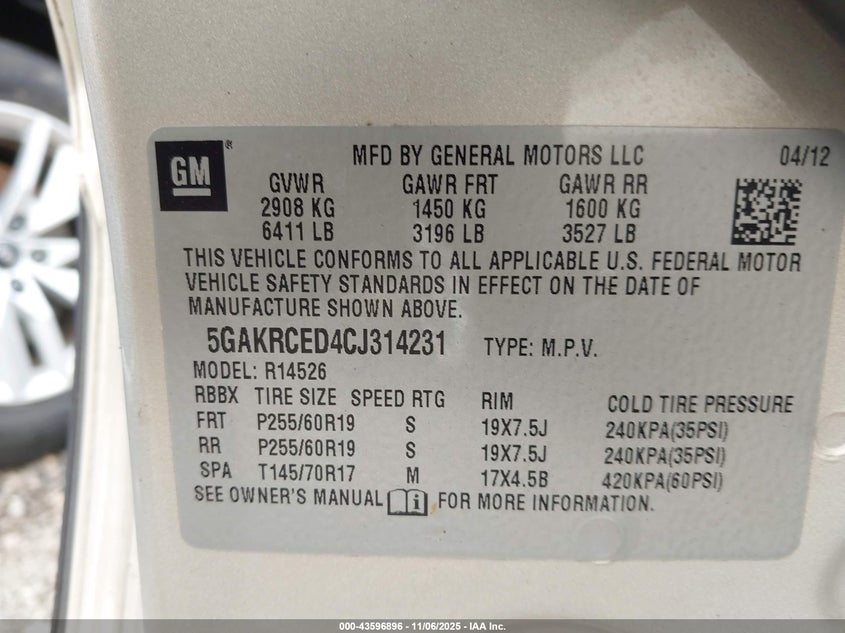 GM ®
MFD BY GENERAL MOTORS LLC 04/12
GVWR GAWR FRT GAWR RR
2908 KG 1450 KG 1600 KG
6411 LB 3196 LB 3527 LB
THIS VEHICLE CONFORMS TO ALL APPLICABLE U.S. FEDERAL MOTOR
VEHICLE SAFETY STANDARDS IN EFFECT ON THE DATE OF
MANUFACTURE SHOWN ABOVE.
5GAKRCED4CJ314231 TYPE: M.P.V.
MODEL: R14526
RBBX TIRE SIZE SPEED RTG RIM COLD TIRE PRESSURE
FRT P255/60R19 S 19X7.5J 240KPA(35PSI)
RR P255/60R19 S 19X7.5J 240KPA(35PSI)
SPA T145/70R17 M 17X4.5B 420KPA(60PSI)
SEE OWNER'S MANUAL i FOR MORE INFORMATION.
000-43596896 - 11/06/2025 - IAA Inc.